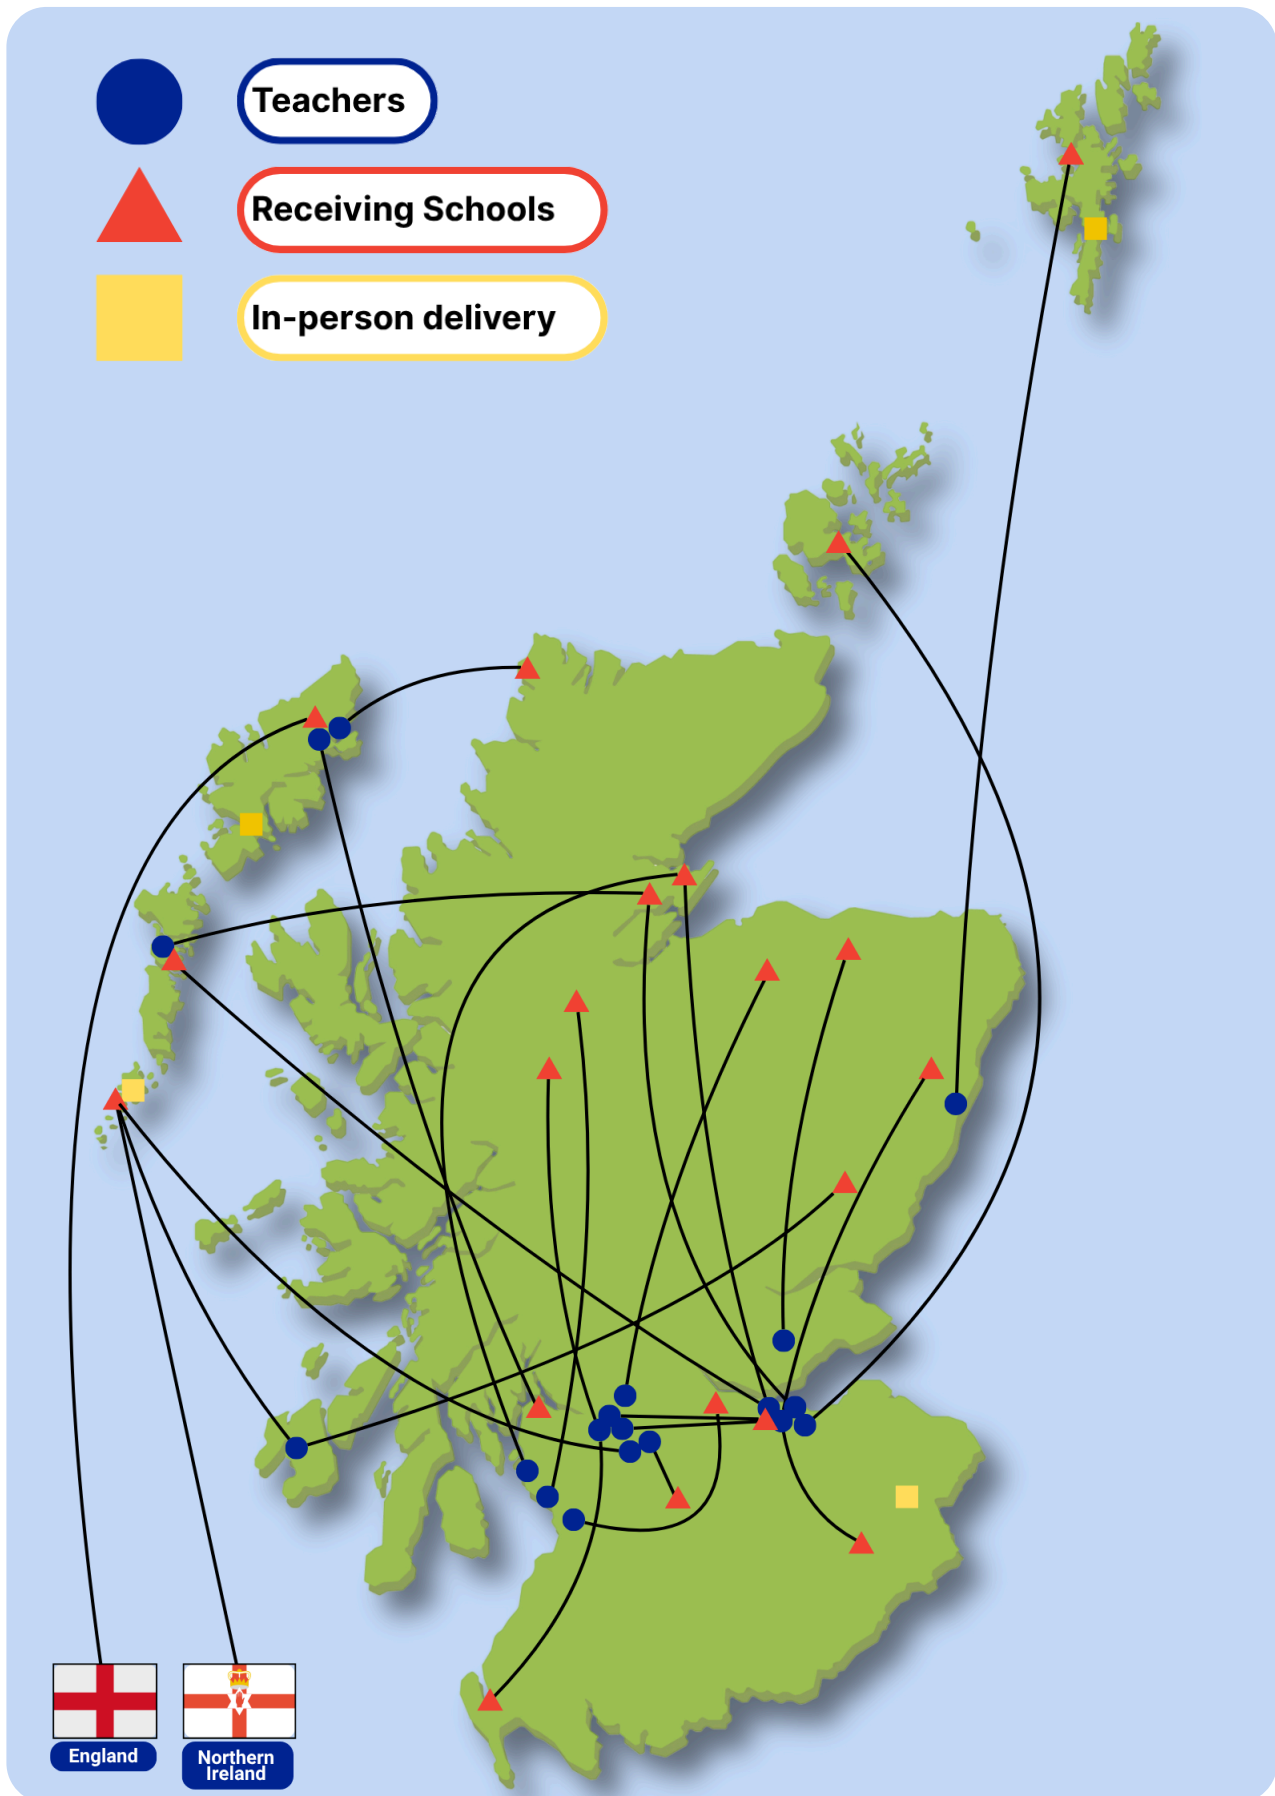 Teachers
Receiving Schools
In-person delivery
England
Northern
Ireland